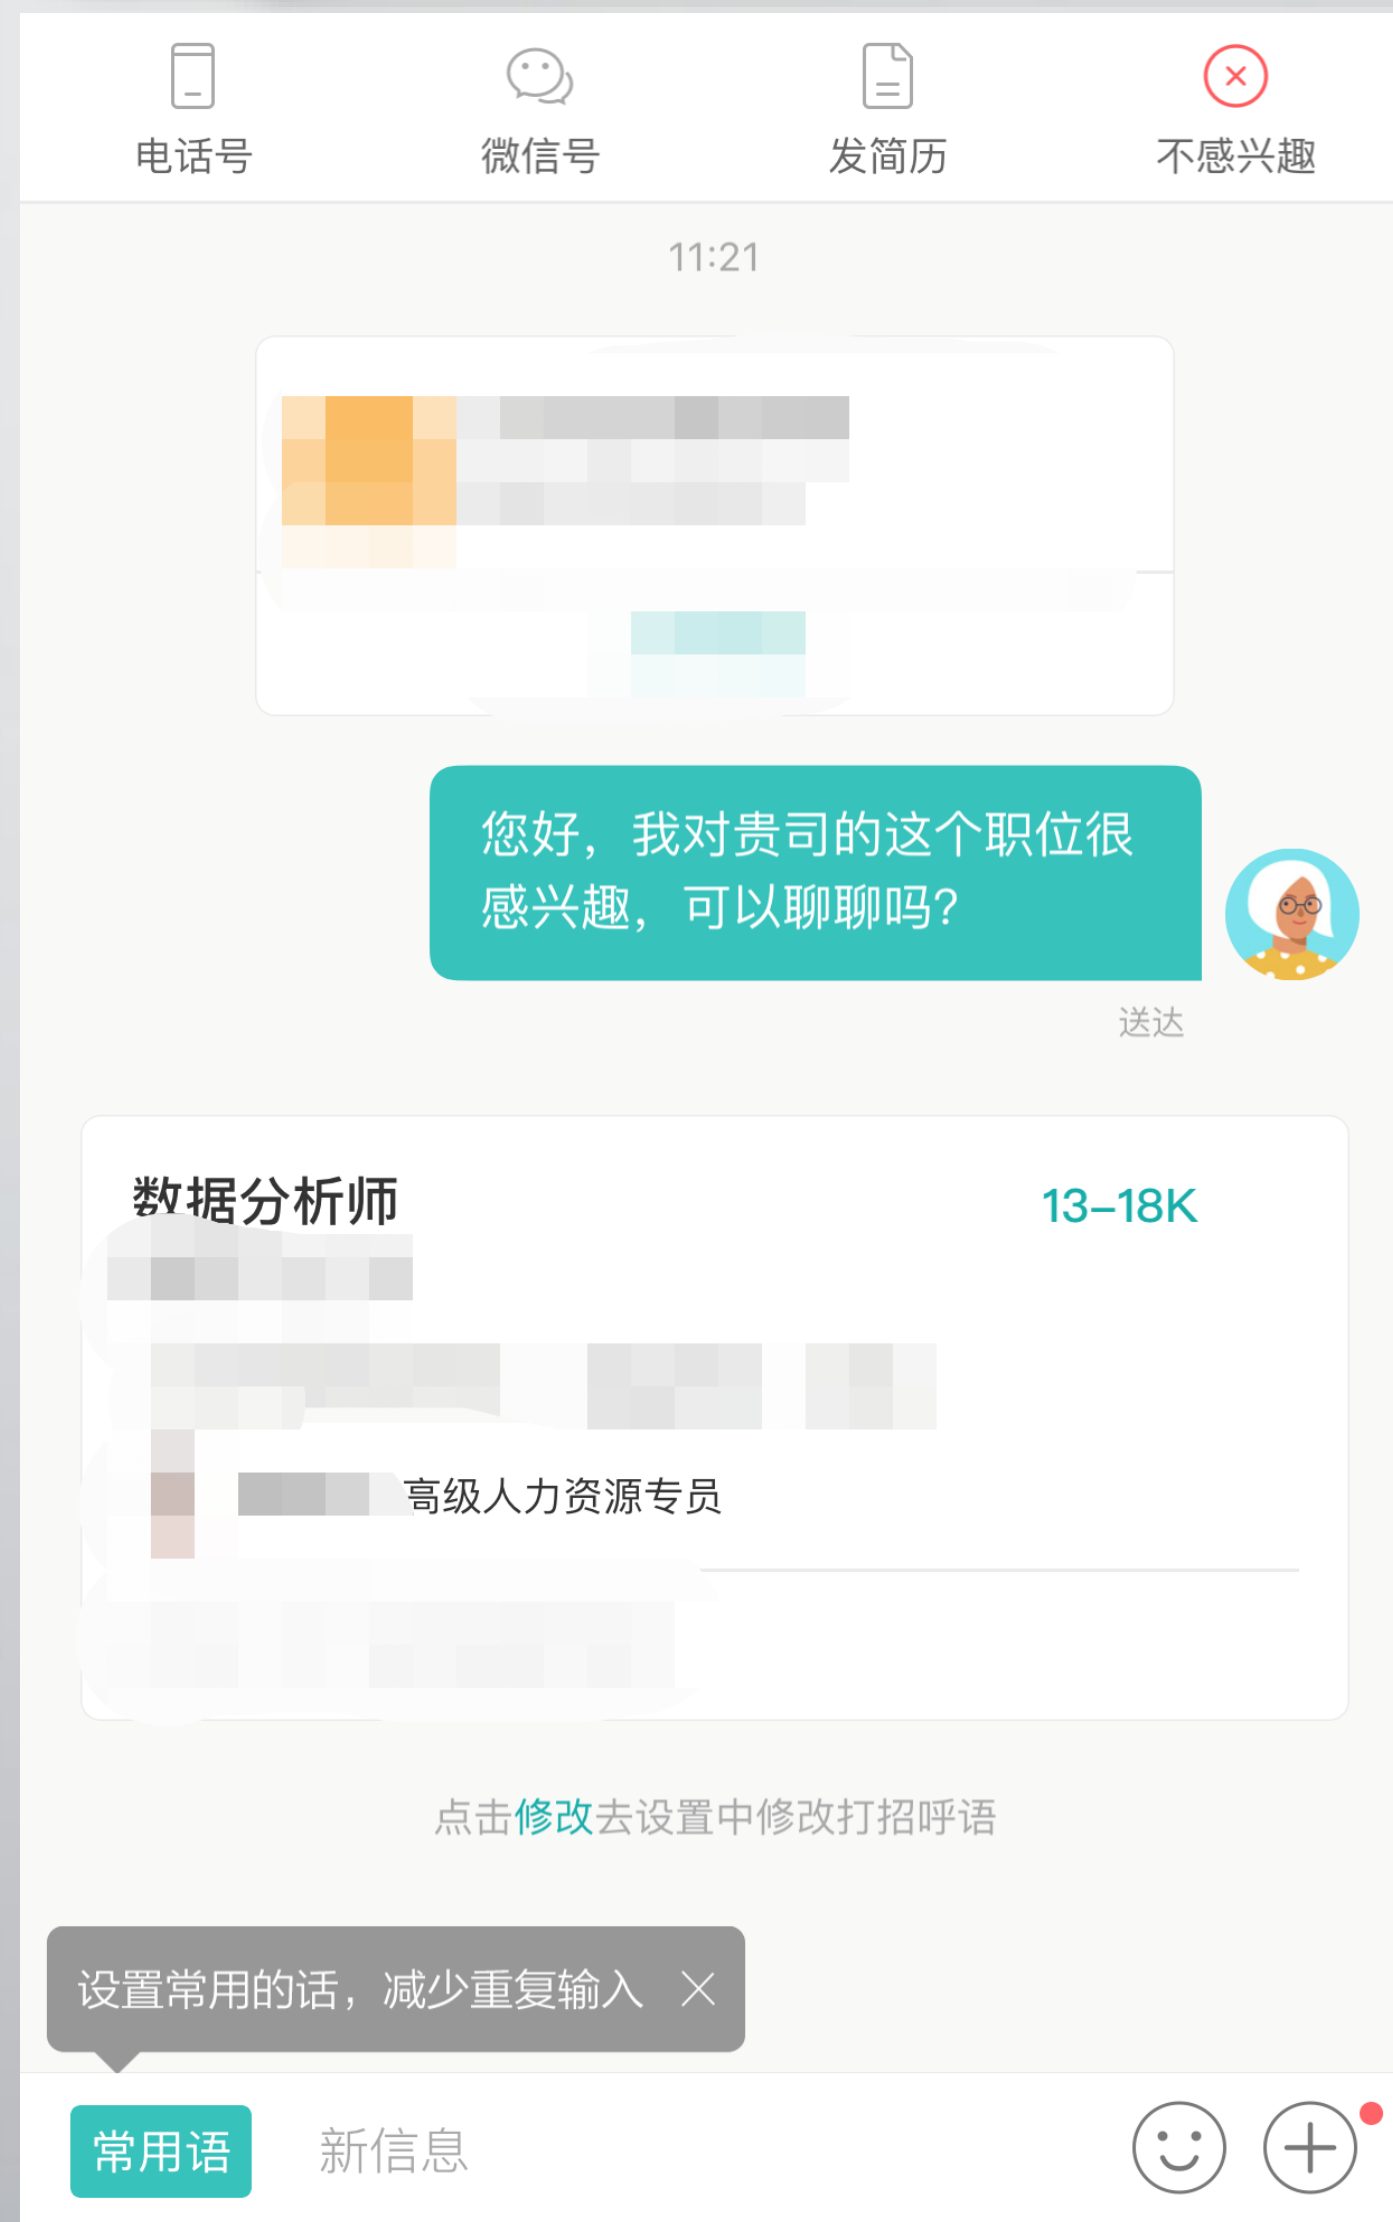 电话号
微信号
发简历
不感兴趣
11:21
您好，我对贵司的这个职位很
感兴趣，可以聊聊吗?
送达
数据分析师
13-18K
高级人力资源专员
点击修改去设置中修改打招呼语
设置常用的话，减少重复输入
常用语
新信息